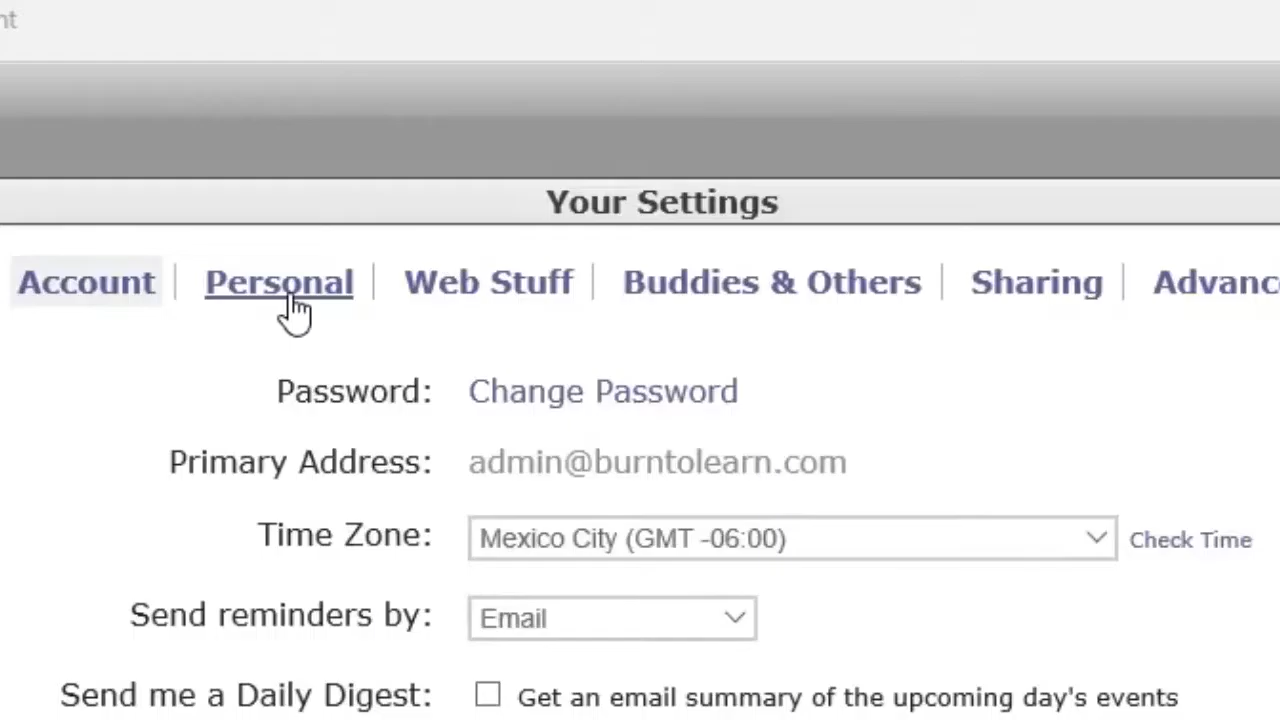 nt
Your Settings
Account Personal Web Stuff Buddies & Others Sharing Advanc
Password: Change Password
Primary Address: admin@burntolearn.com
Time Zone: Mexico City (GMT -06:00) Check Time
Send reminders by: Email
Send me a Daily Digest: Get an email summary of the upcoming day's events